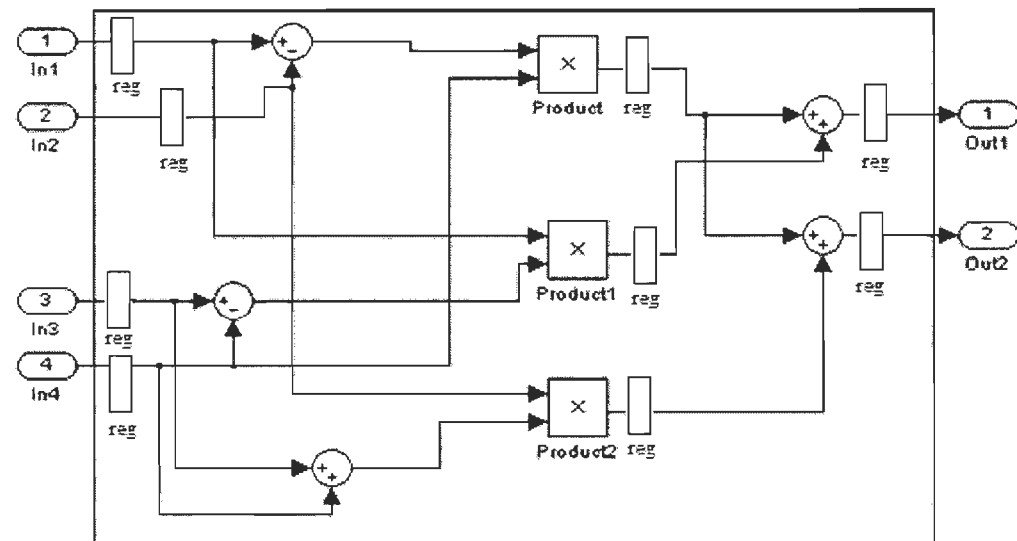 1
In1
reg
2
In2
reg
3
In3
reg
4
In4
reg
+
−
+
−
+
+
×
Product
reg
×
Product1
reg
×
Product2
reg
+
+
reg
1
Out1
+
+
reg
2
Out2